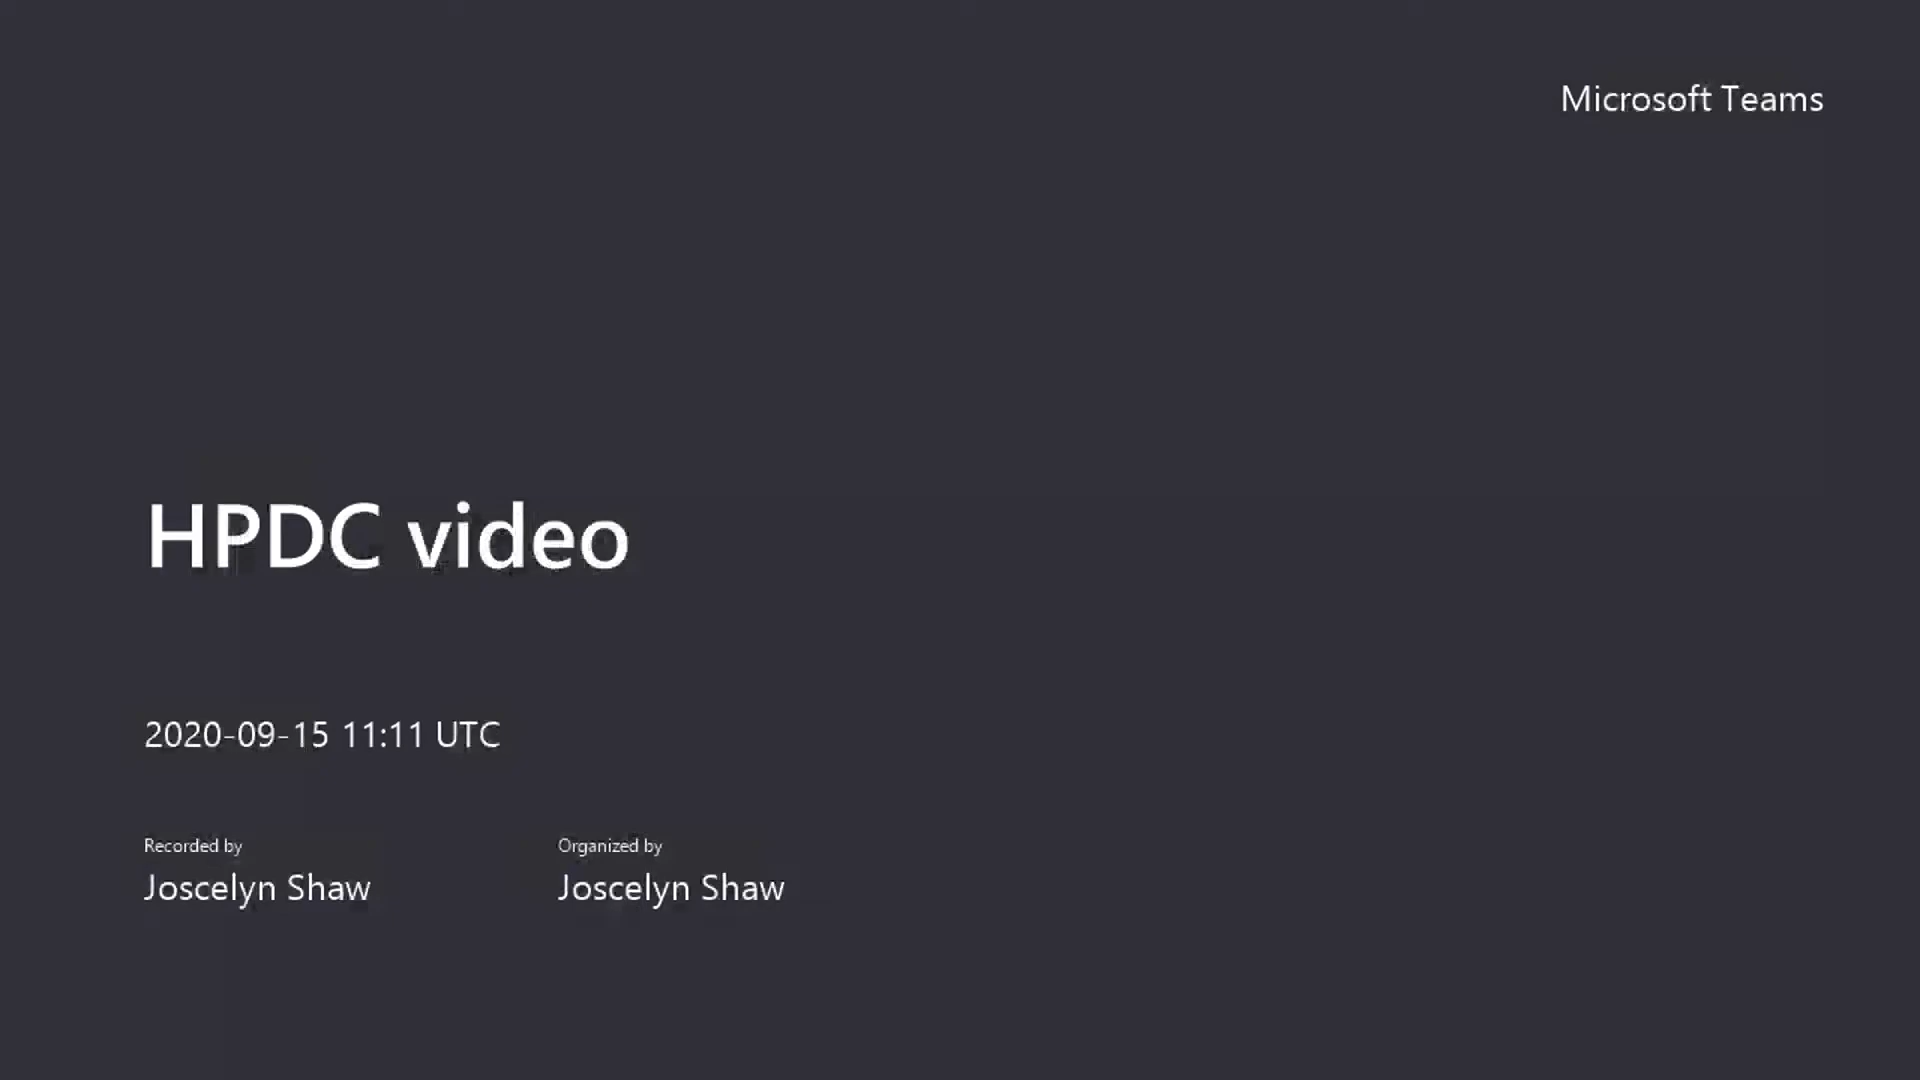 Microsoft Teams
HPDC video
2020-09-15 11:11 UTC
Recorded by
Joscelyn Shaw
Organized by
Joscelyn Shaw